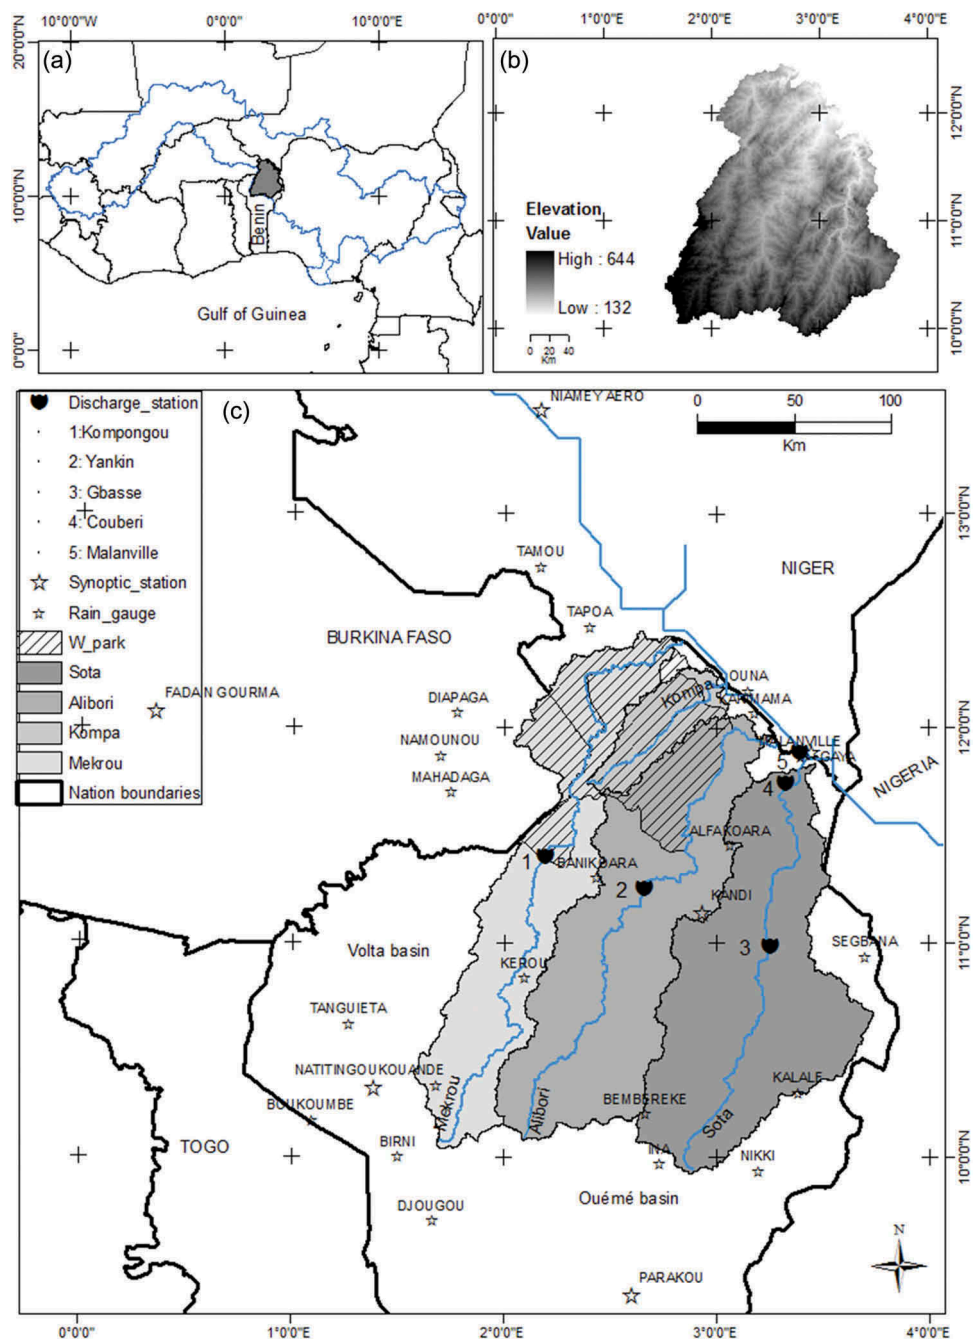 10°0'0"W 0°0'0" 10°0'0"E
0°0'0" 1°0'0"E 2°0'0"E 3°0'0"E 4°0'0"E
20°0'0"N
10°0'0"N
0°0'0"
(a)
Benin
Gulf of Guinea
(b)
Elevation
Value
High : 644
Low : 132
0 20 40
Km
12°0'0"N
11°0'0"N
10°0'0"N
(c)
Discharge_station
1:Kompongou
2: Yankin
3: Gbasse
4: Couberi
5: Malanville
Synoptic_station
Rain_gauge
W_park
Sota
Alibori
Kompa
Mekrou
Nation boundaries
0 50 100
Km
NIAMEY AERO
13°0'0"N
TAMOU
NIGER
TAPOA
BURKINA FASO
FADAN GOURMA
DIAPAGA
Kompa
12°0'0"N
NAMOUNOU
5
MAHADAGA
4
NIGERIA
ALFAKOARA
1
BANIKOARA
2
KANDI
11°0'0"N
Volta basin
3
SEGBANA
KEROU
TANGUIETA
NATITINGOUKOUANDE
KALALE
BOUKOUMBE
Mekrou
Alibori
BEMBEREKE
Sota
TOGO
BIRNI
INA
NIKKI
10°0'0"N
Ouémé basin
DJOUGOU
N
PARAKOU
0°0'0" 1°0'0"E 2°0'0"E 3°0'0"E 4°0'0"E